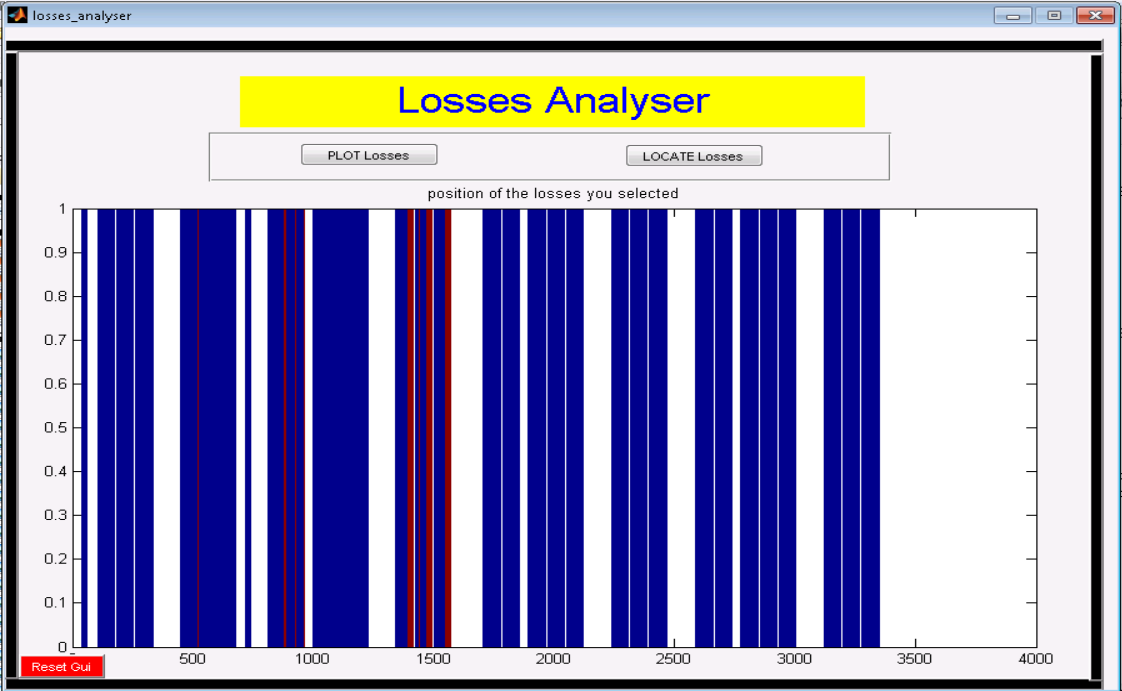 losses_analyser
Losses Analyser
PLOT Losses
LOCATE Losses
position of the losses you selected
1
0.9
0.8
0.7
0.6
0.5
0.4
0.3
0.2
0.1
0
500 1000 1500 2000 2500 3000 3500 4000
Reset Gui